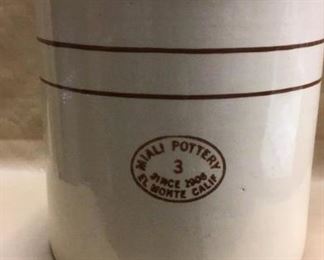 MIALI POTTERY
3
SINCE 1906
EL MONTE CALIF